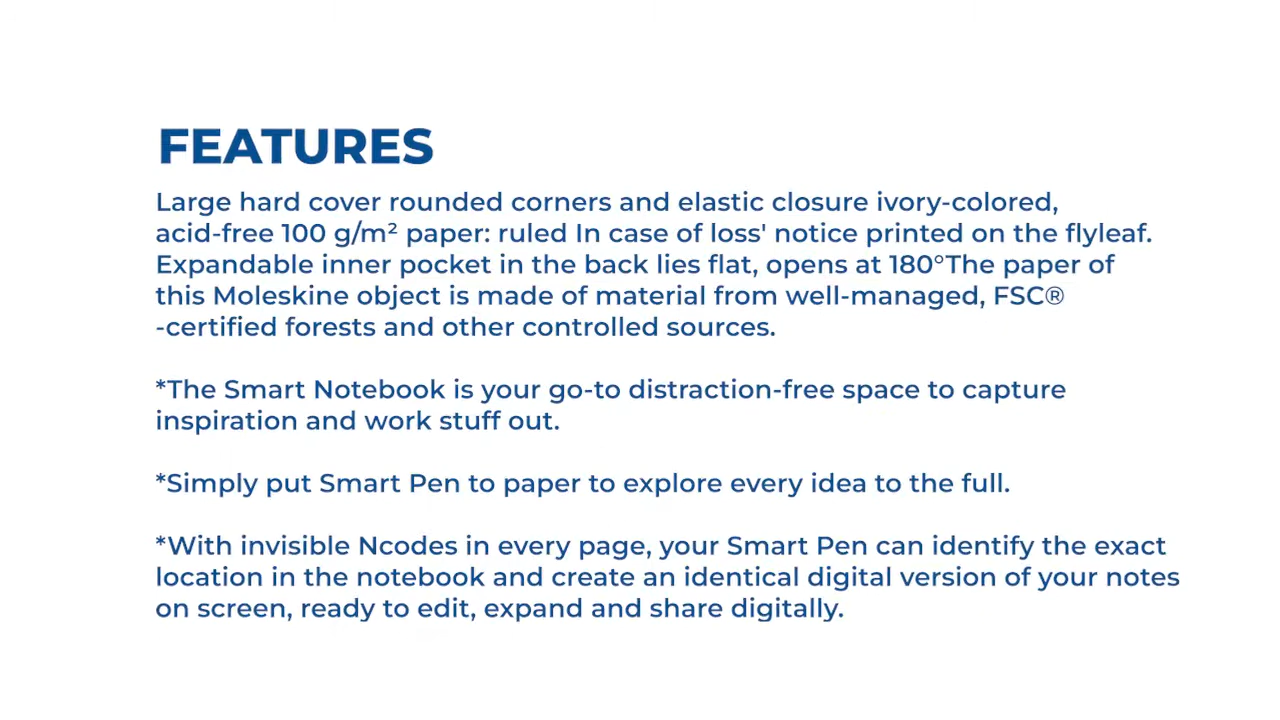 FEATURES
Large hard cover rounded corners and elastic closure ivory-colored,
acid-free 100 g/m² paper: ruled In case of loss' notice printed on the flyleaf.
Expandable inner pocket in the back lies flat, opens at 180°The paper of
this Moleskine object is made of material from well-managed, FSC®
-certified forests and other controlled sources.
*The Smart Notebook is your go-to distraction-free space to capture
inspiration and work stuff out.
*Simply put Smart Pen to paper to explore every idea to the full.
*With invisible Ncodes in every page, your Smart Pen can identify the exact
location in the notebook and create an identical digital version of your notes
on screen, ready to edit, expand and share digitally.